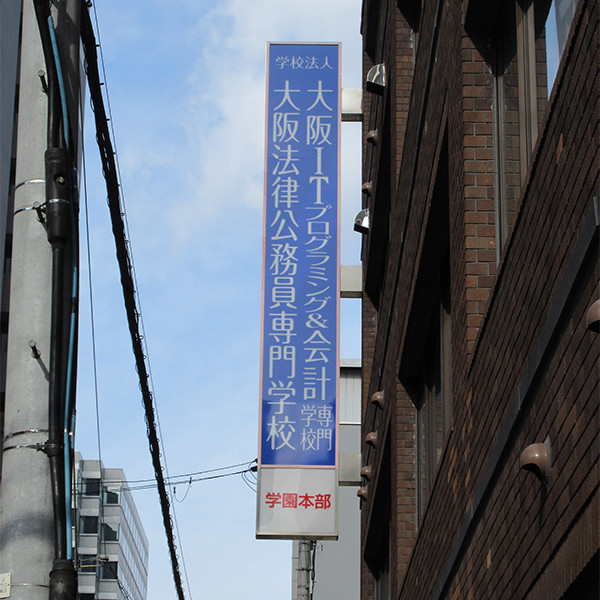 学校法人
大阪ITプログラミング&会計専門学校
大阪法律公務員専門学校
学園本部